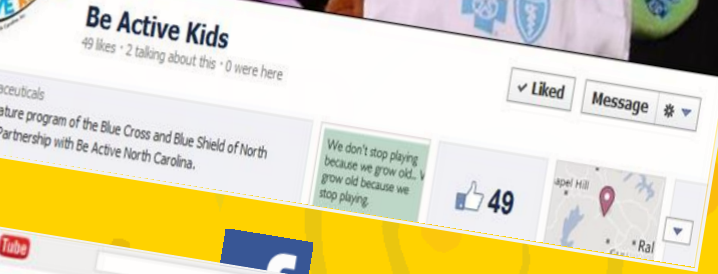 Be Active Kids
49 likes · 2 talking about this · 0 were here
✓ Liked
Message
aceuticals
ature program of the Blue Cross and Blue Shield of North
Partnership with Be Active North Carolina.
We don't stop playing
because we grow old...
grow old because we
stop playing.
49
apel Hill
Ral
Tube